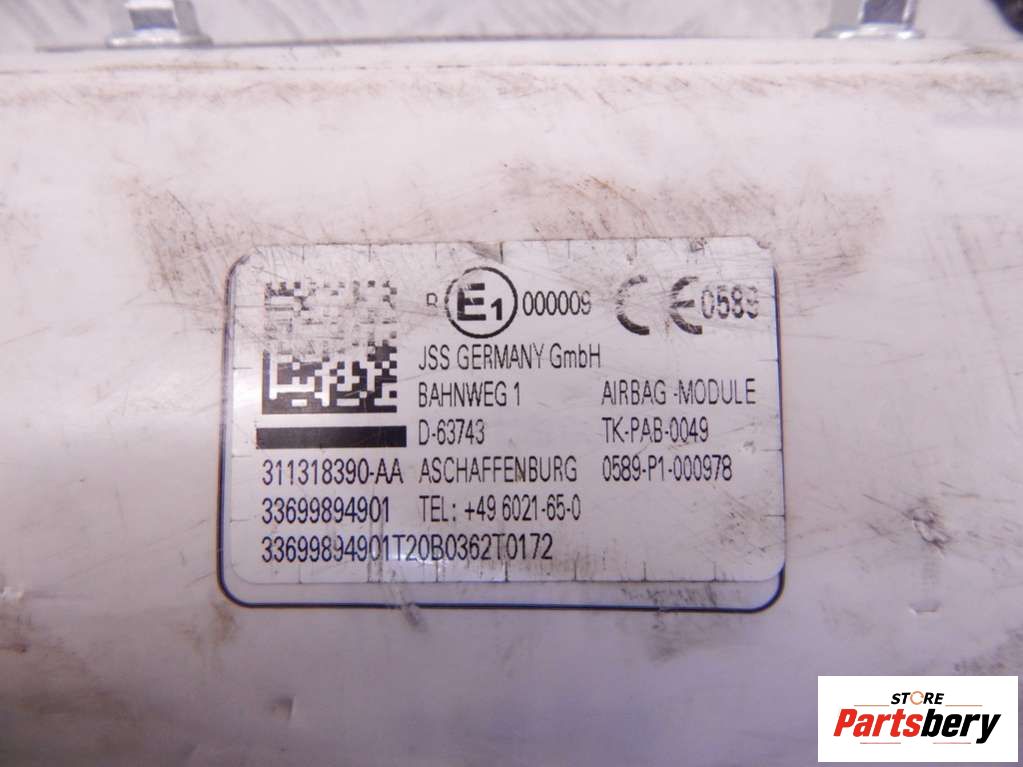 R E1 000009 CE 0589
JSS GERMANY GmbH
BAHNWEG 1 AIRBAG -MODULE
D-63743 TK-PAB-0049
311318390-AA ASCHAFFENBURG 0589-P1-000978
33699894901 TEL: +49 6021-65-0
33699894901T20B0362T0172
STORE
Partsbery